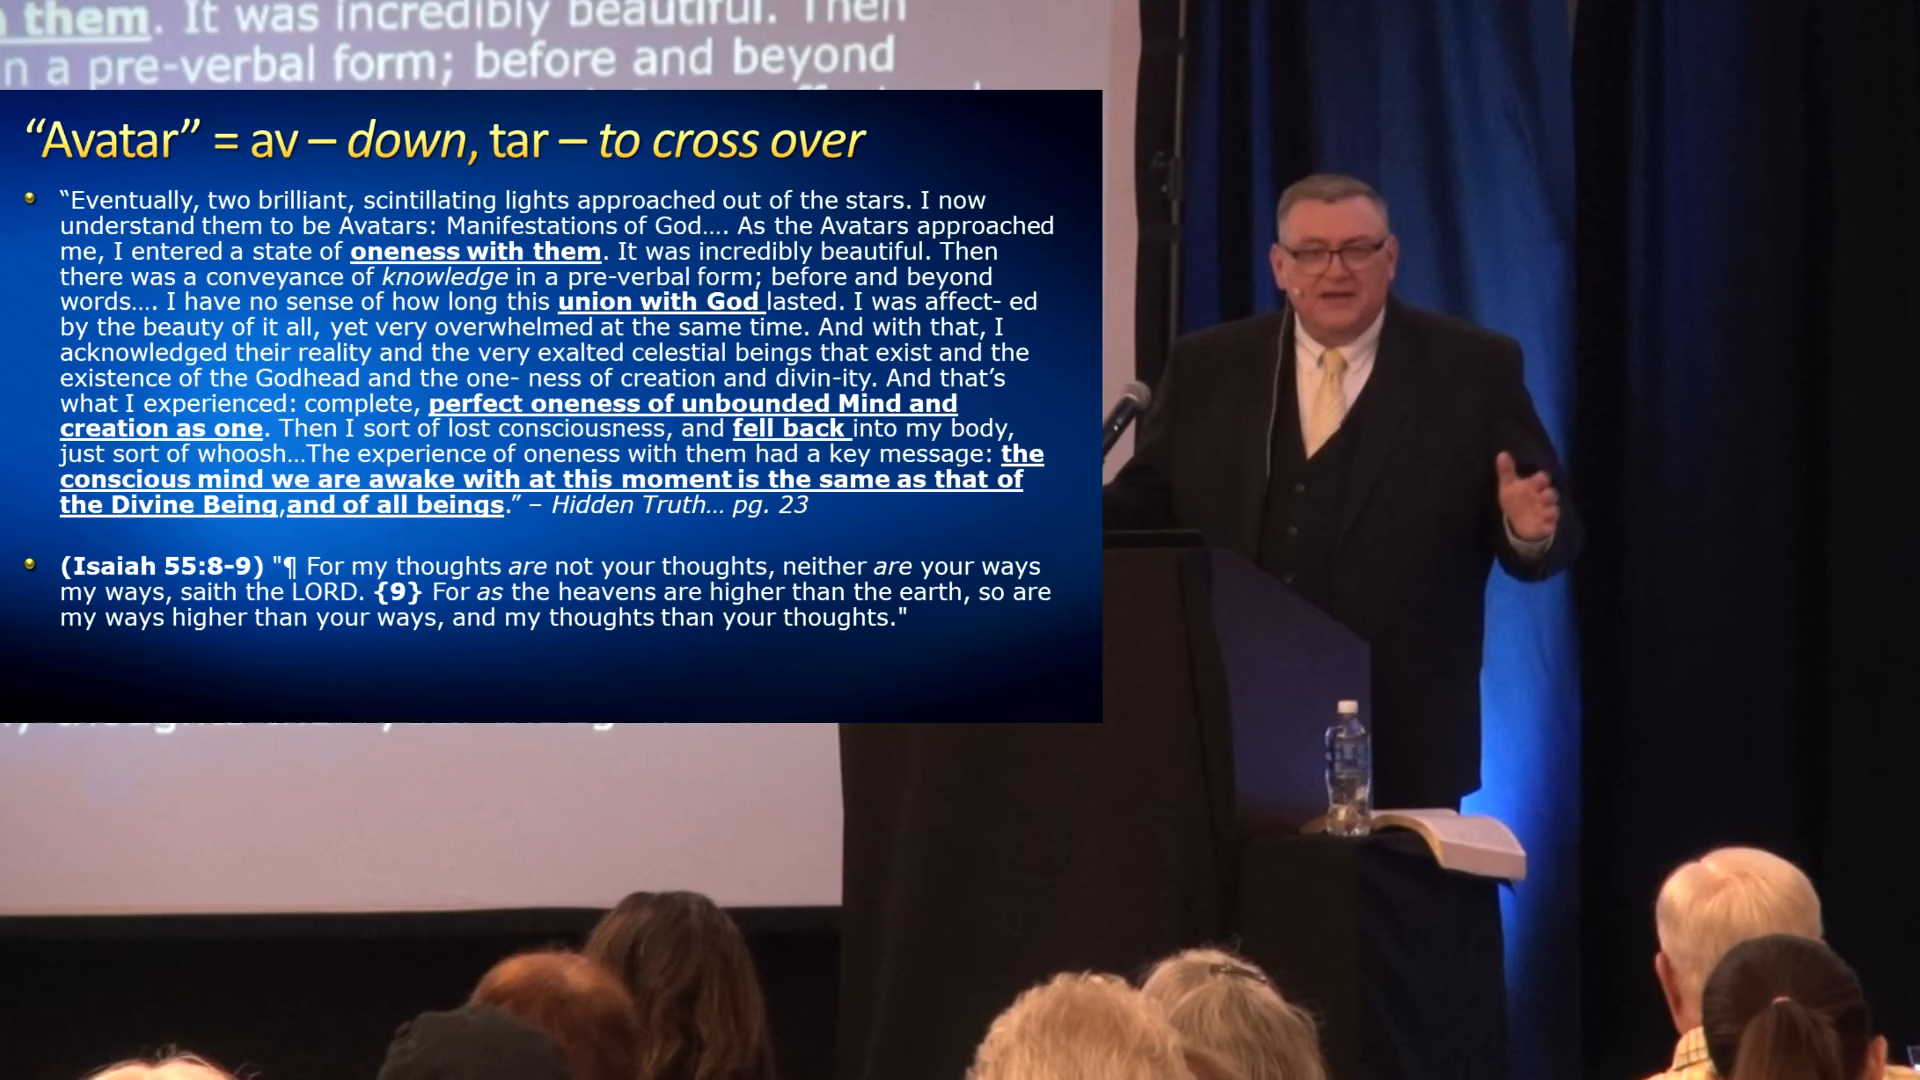 them. It was incredibly beautiful. Then
in a pre-verbal form; before and beyond
“Avatar” = av – down, tar – to cross over
“Eventually, two brilliant, scintillating lights approached out of the stars. I now
understand them to be Avatars: Manifestations of God…. As the Avatars approached
me, I entered a state of oneness with them. It was incredibly beautiful. Then
there was a conveyance of knowledge in a pre-verbal form; before and beyond
words…. I have no sense of how long this union with God lasted. I was affect- ed
by the beauty of it all, yet very overwhelmed at the same time. And with that, I
acknowledged their reality and the very exalted celestial beings that exist and the
existence of the Godhead and the one- ness of creation and divin-ity. And that’s
what I experienced: complete, perfect oneness of unbounded Mind and
creation as one. Then I sort of lost consciousness, and fell back into my body,
just sort of whoosh…The experience of oneness with them had a key message: the
conscious mind we are awake with at this moment is the same as that of
the Divine Being,and of all beings.” – Hidden Truth… pg. 23
(Isaiah 55:8-9) "¶ For my thoughts are not your thoughts, neither are your ways
my ways, saith the LORD. {9} For as the heavens are higher than the earth, so are
my ways higher than your ways, and my thoughts than your thoughts."